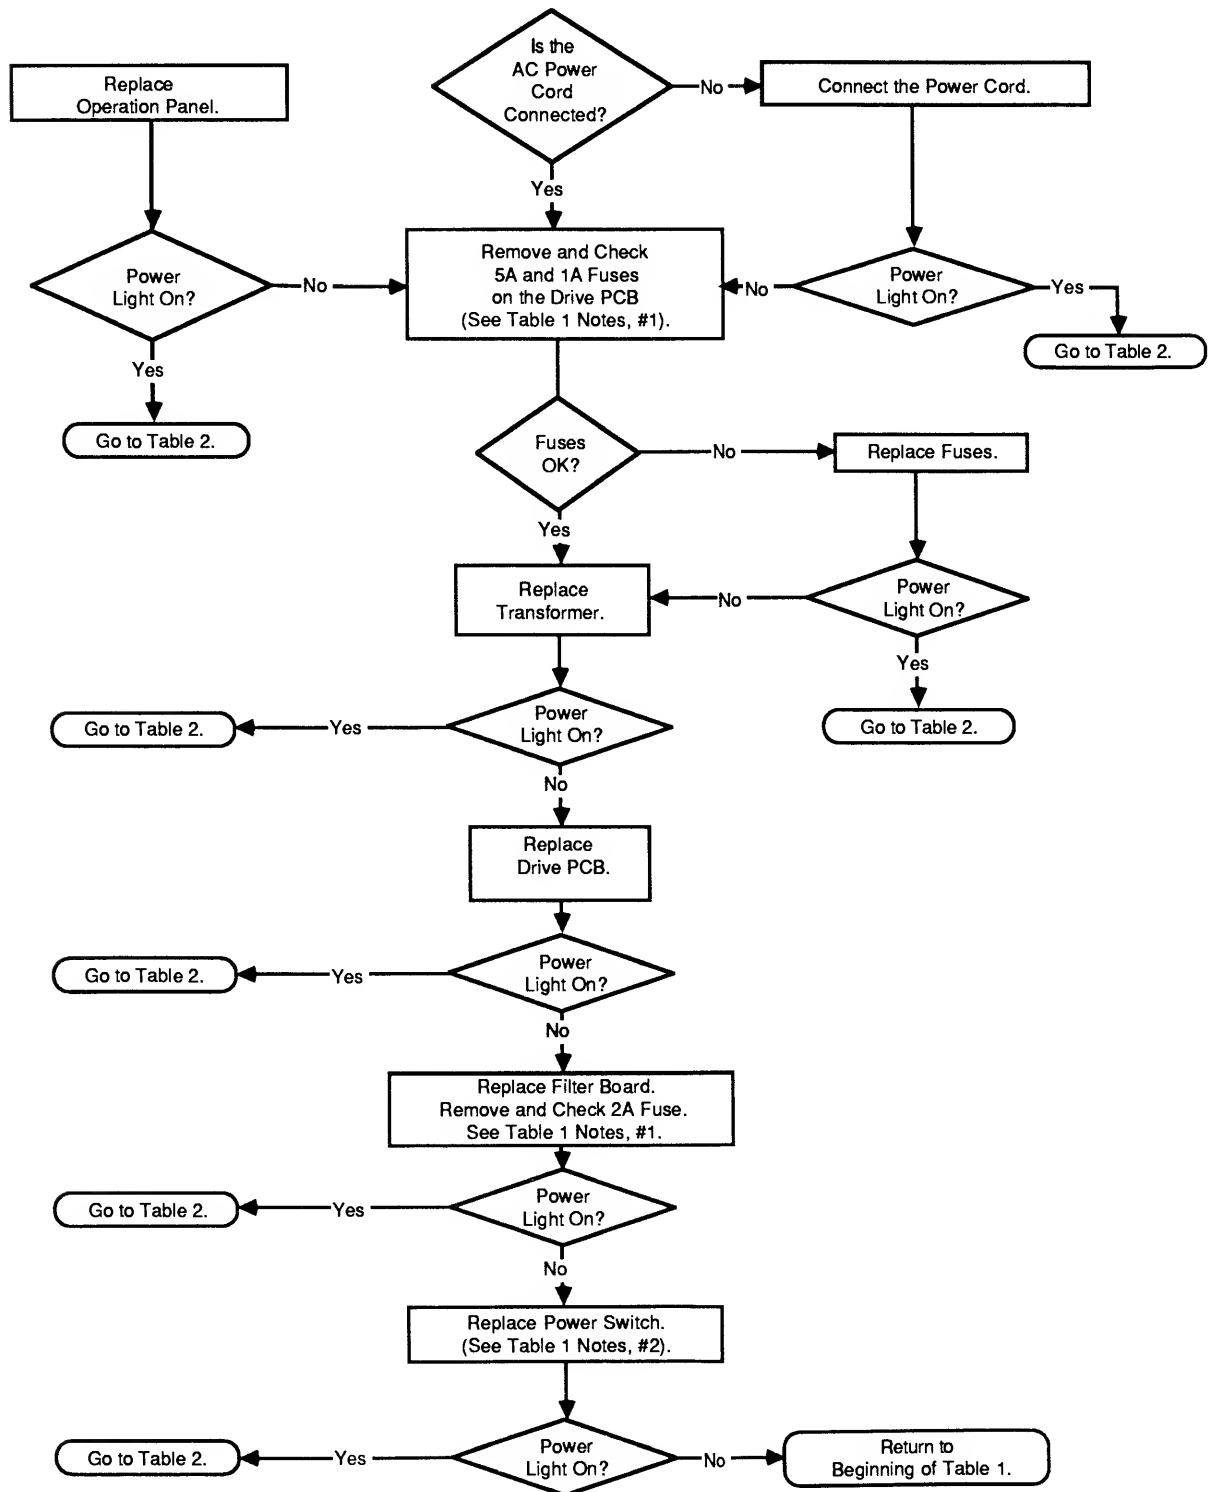 Is the
AC Power
Cord
Connected?
No
Connect the Power Cord.
Replace
Operation Panel.
Yes
Power
Light On?
No
Remove and Check
5A and 1A Fuses
on the Drive PCB
(See Table 1 Notes, #1).
No
Power
Light On?
Yes
Go to Table 2.
Yes
Go to Table 2.
Fuses
OK?
No
Replace Fuses.
Yes
Replace
Transformer.
No
Power
Light On?
Yes
Go to Table 2.
Go to Table 2.
Yes
Power
Light On?
No
Replace
Drive PCB.
Go to Table 2.
Yes
Power
Light On?
No
Replace Filter Board.
Remove and Check 2A Fuse.
See Table 1 Notes, #1.
Go to Table 2.
Yes
Power
Light On?
No
Replace Power Switch.
(See Table 1 Notes, #2).
Go to Table 2.
Yes
Power
Light On?
No
Return to
Beginning of Table 1.